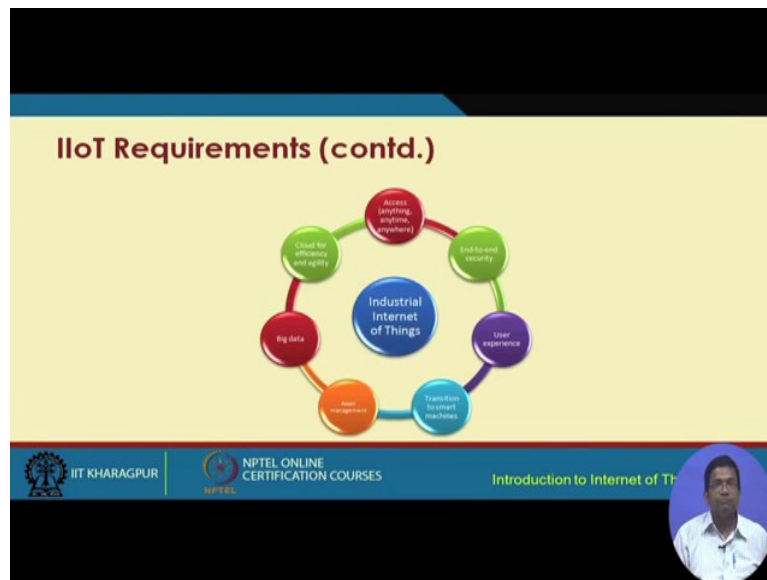 IIoT Requirements (contd.)
Access
(anything,
anytime,
anywhere)
End-to-end
security
User
experience
Transition
to smart
machines
Asset
management
Big data
Cloud for
efficiency
and agility
Industrial
Internet
of Things
IIT KHARAGPUR
NPTEL
NPTEL ONLINE
CERTIFICATION COURSES
Introduction to Internet of Th